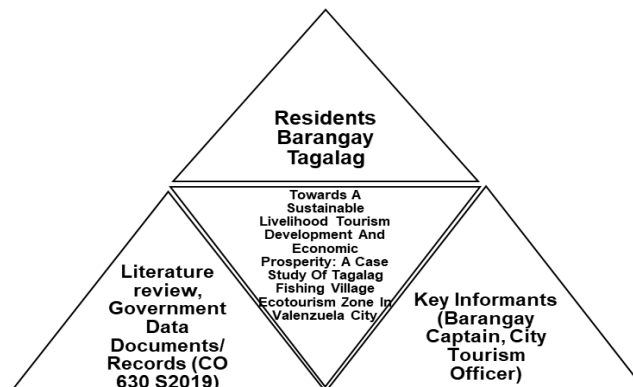 Residents
Barangay
Tagalag
Towards A
Sustainable
Livelihood Tourism
Development And
Economic
Prosperity: A Case
Study Of Tagalag
Fishing Village
Ecotourism Zone In
Valenzuela City
Literature
review,
Government
Data
Documents/
Records (CO
630 S2019)
Key Informants
(Barangay
Captain, City
Tourism
Officer)